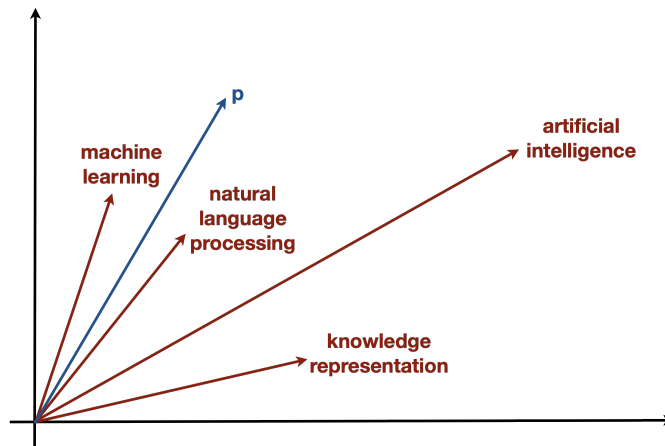 p
machine
learning
natural
language
processing
artificial
intelligence
knowledge
representation